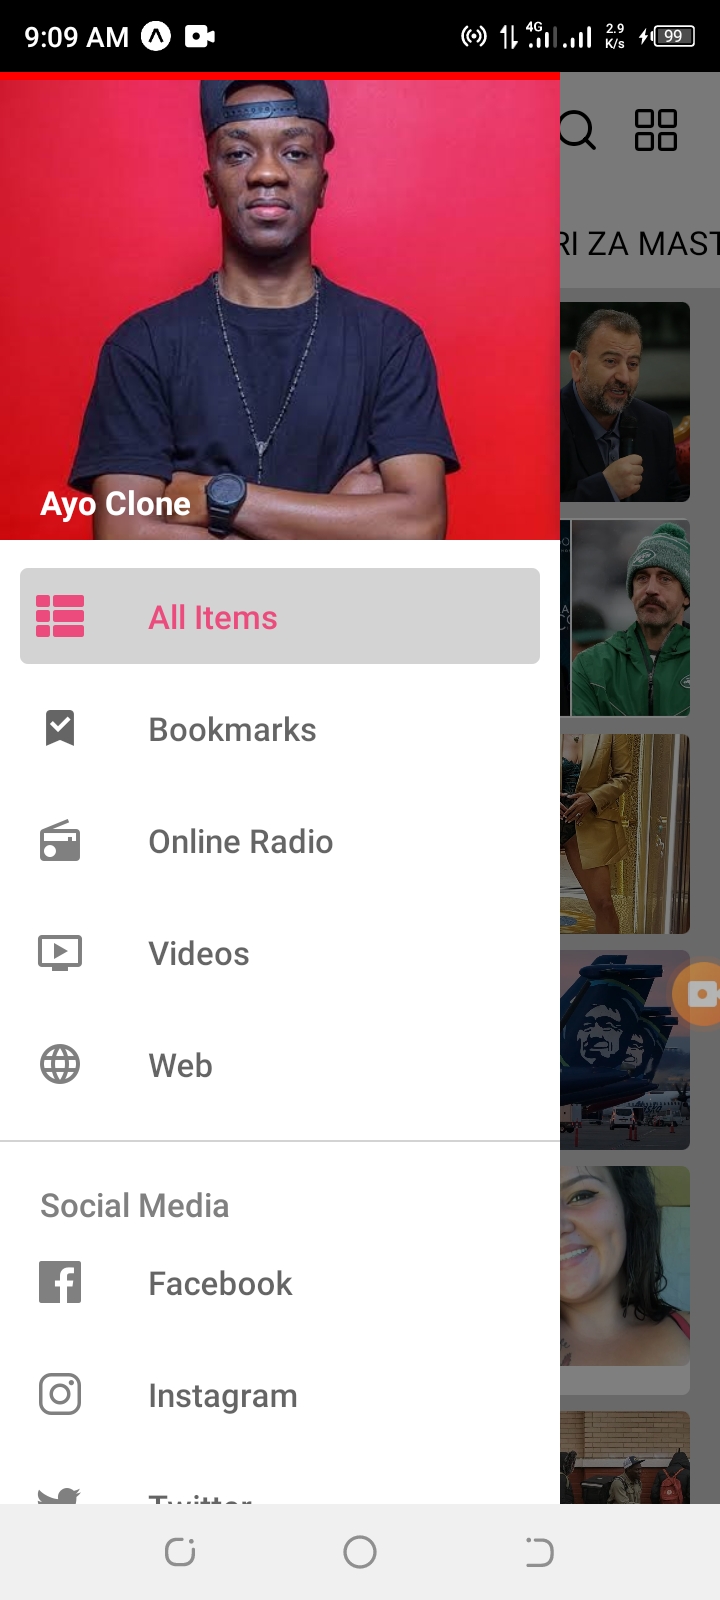 9:09 AM
4G
2.9
K/s
99
RI ZA MAST
Ayo Clone
All Items
Bookmarks
Online Radio
Videos
Web
Social Media
Facebook
Instagram
Twitter